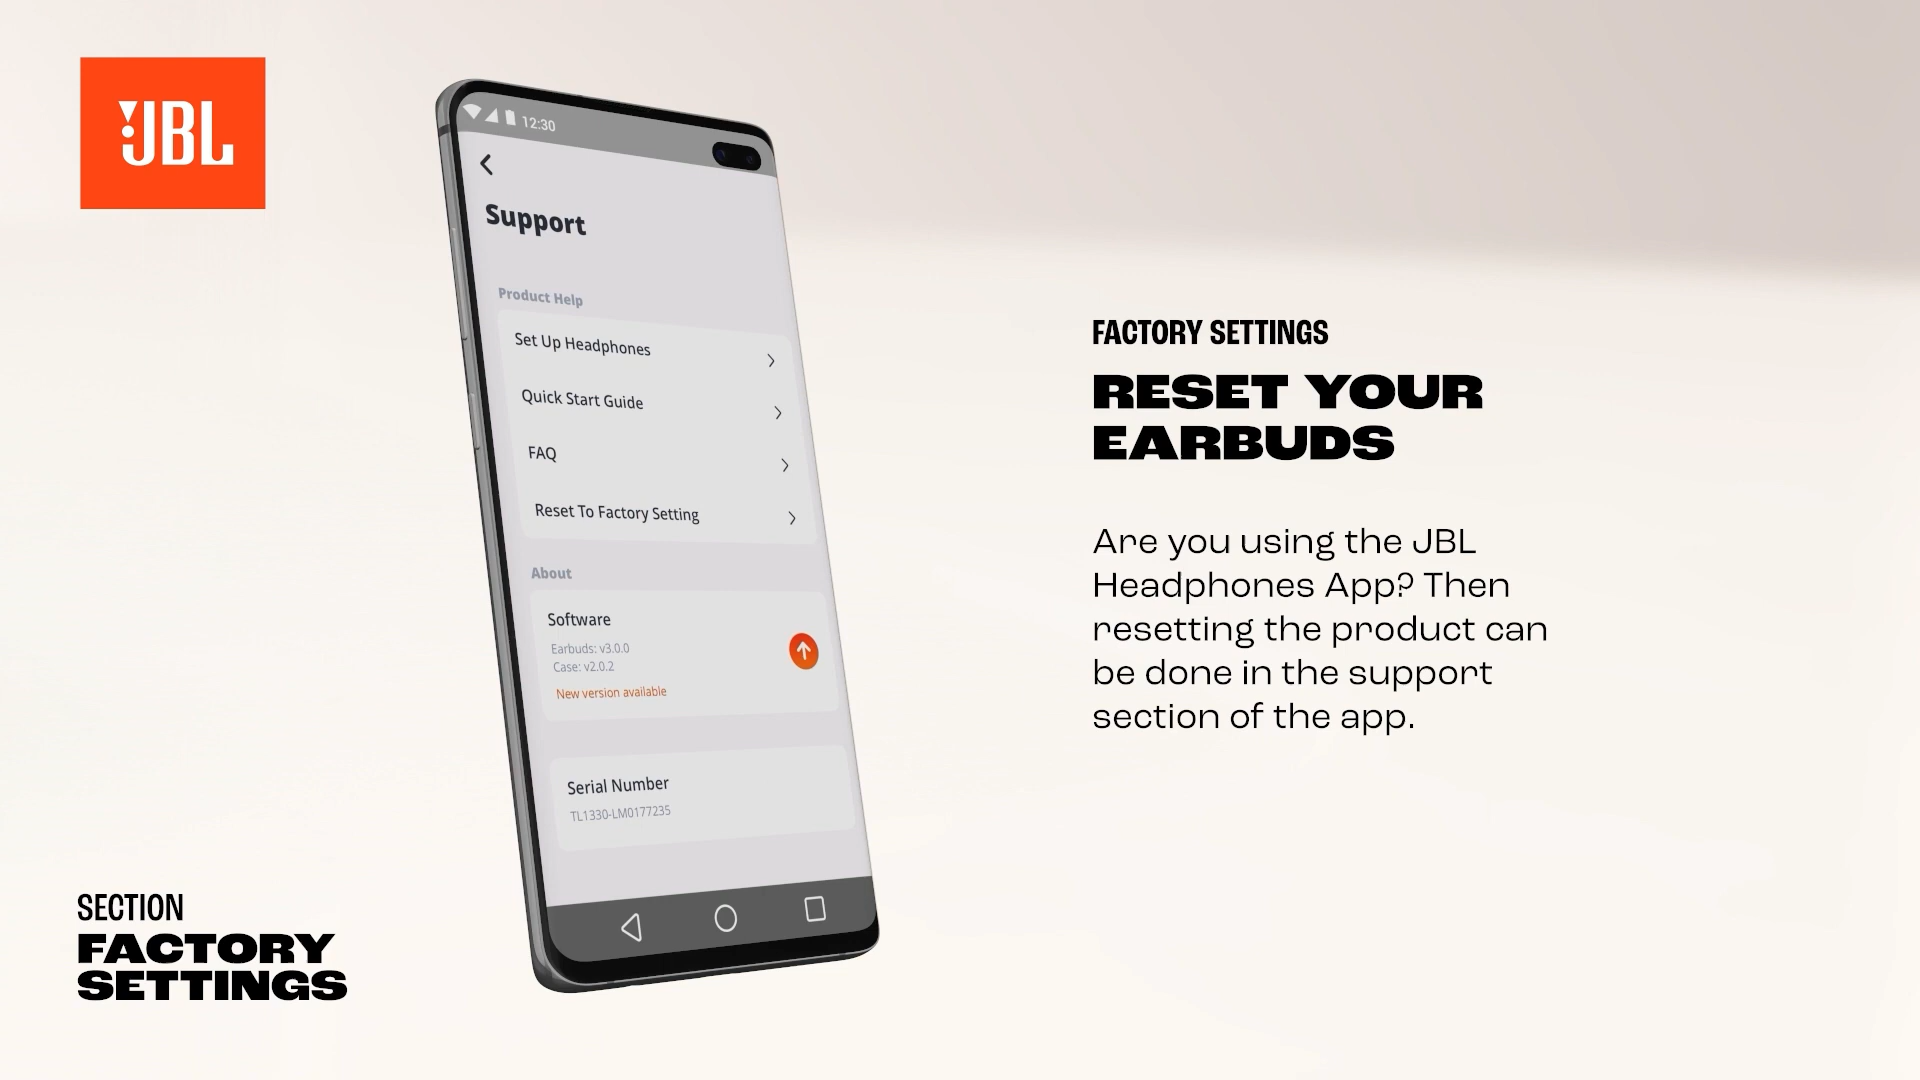 JBL
12:30
Support
Product Help
Set Up Headphones
Quick Start Guide
FAQ
Reset To Factory Setting
About
Software
Earbuds: v3.0.0
Case: v2.0.2
New version available
Serial Number
TL1330-LM0177235
FACTORY SETTINGS
RESET YOUR
EARBUDS
Are you using the JBL
Headphones App? Then
resetting the product can
be done in the support
section of the app.
SECTION
FACTORY
SETTINGS